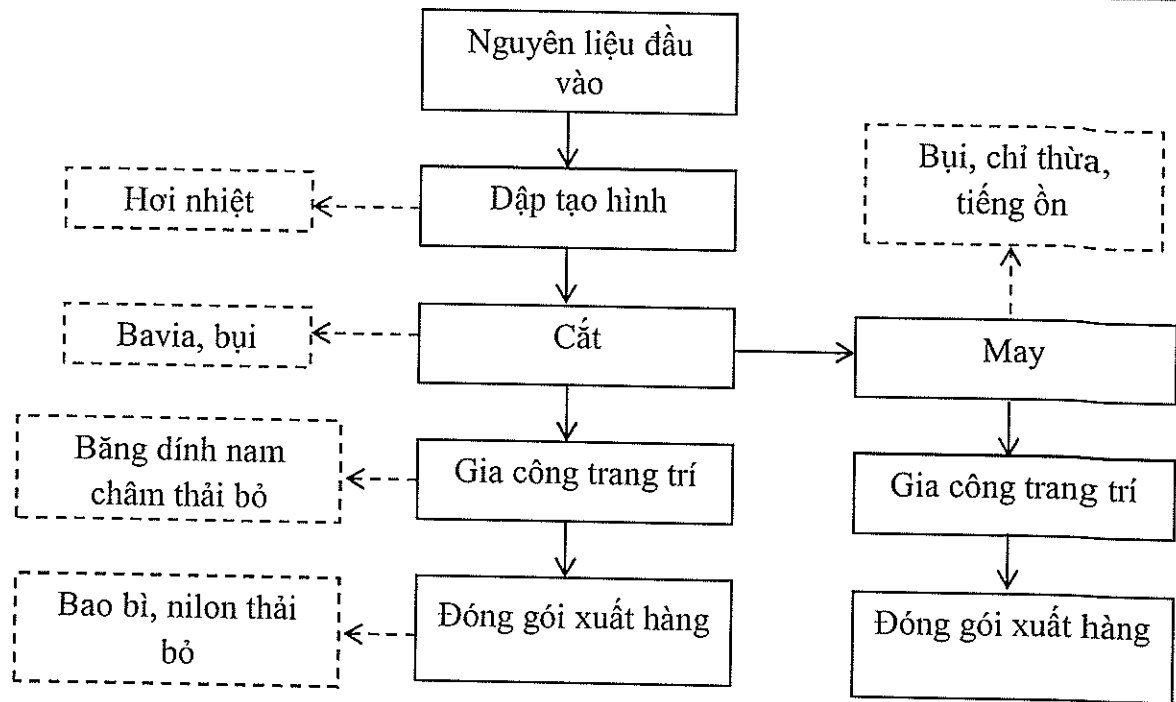 Nguyên liệu đầu
vào
Hơi nhiệt
Dập tạo hình
Bụi, chỉ thừa,
tiếng ồn
Bavia, bụi
Cắt
May
Băng dính nam
châm thải bỏ
Gia công trang trí
Gia công trang trí
Bao bì, nilon thải
bỏ
Đóng gói xuất hàng
Đóng gói xuất hàng